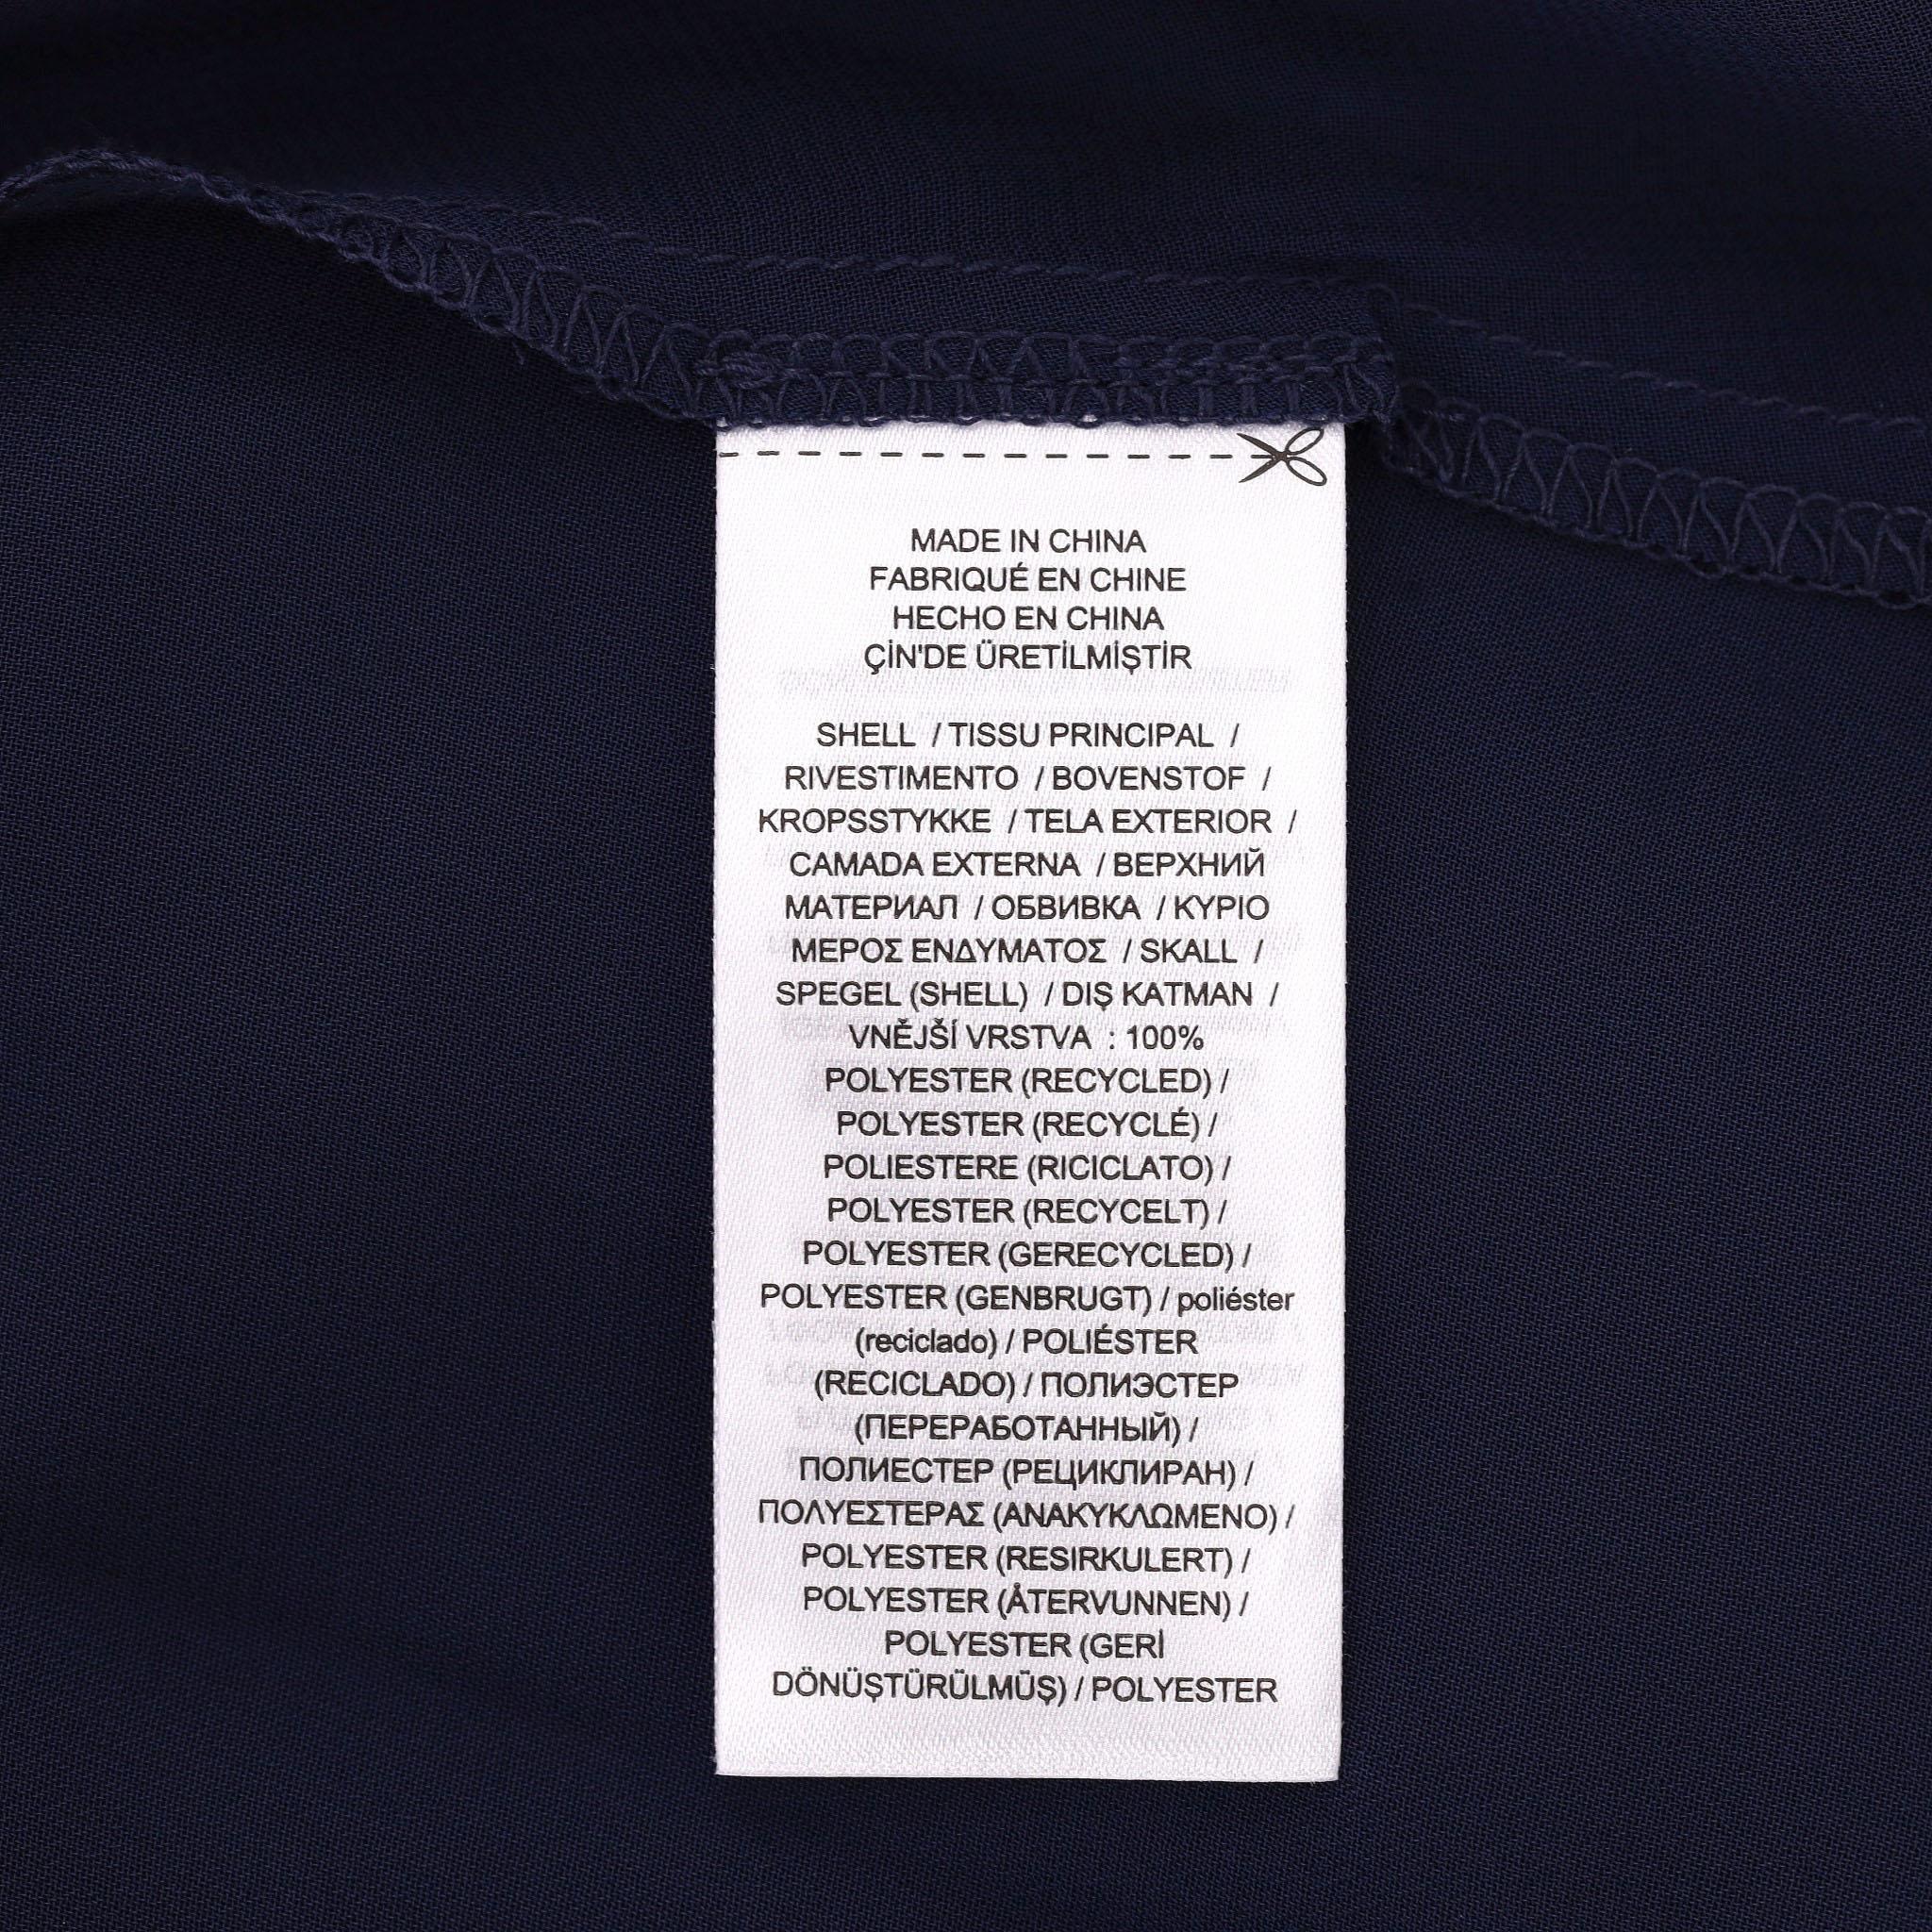 MADE IN CHINA
FABRIQUÉ EN CHINE
HECHO EN CHINA
ÇİN'DE ÜRETİLMİŞTİR
SHELL / TISSU PRINCIPAL /
RIVESTIMENTO / BOVENSTOF /
KROPSSTYKKE / TELA EXTERIOR /
CAMADA EXTERNA / ВЕРХНИЙ
МАТЕРИАЛ / ОБВИВКА / ΚΥΡΙΟ
ΜΕΡΟΣ ΕΝΔΥΜΑΤΟΣ / SKALL /
SPEGEL (SHELL) / DIŞ KATMAN /
VNĚJŠÍ VRSTVA : 100%
POLYESTER (RECYCLED) /
POLYESTER (RECYCLÉ) /
POLIESTERE (RICICLATO) /
POLYESTER (RECYCELT) /
POLYESTER (GERECYCLED) /
POLYESTER (GENBRUGT) / poliéster
(reciclado) / POLIÉSTER
(RECICLADO) / ПОЛИЭСТЕР
(ПЕРЕРАБОТАННЫЙ) /
ПОЛИЕСТЕР (РЕЦИКЛИРАН) /
ΠΟΛΥΕΣΤΕΡΑΣ (ΑΝΑΚΥΚΛΩΜΕΝΟ) /
POLYESTER (RESIRKULERT) /
POLYESTER (ÅTERVUNNEN) /
POLYESTER (GERİ
DÖNÜŞTÜRÜLMÜŞ) / POLYESTER